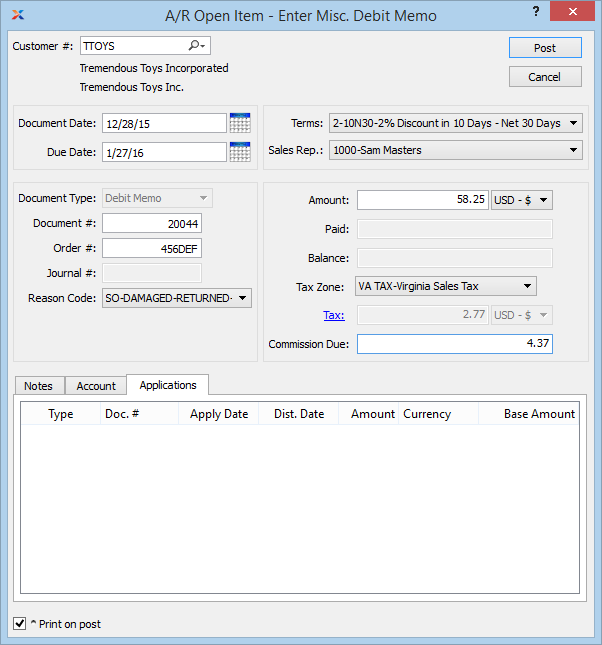 A/R Open Item - Enter Misc. Debit Memo ?
Customer #: TTOYS Post
Tremendous Toys Incorporated
Tremendous Toys Inc. Cancel
Document Date: 12/28/15
Due Date: 1/27/16
Terms: 2-10N30-2% Discount in 10 Days - Net 30 Days
Sales Rep.: 1000-Sam Masters
Document Type: Debit Memo
Document #: 20044
Order #: 456DEF
Journal #:
Reason Code: SO-DAMAGED-RETURNED-
Amount: 58.25 USD - $
Paid:
Balance:
Tax Zone: VA TAX-Virginia Sales Tax
Tax: 2.77 USD - $
Commission Due: 4.37
Notes Account Applications
Type Doc. # Apply Date Dist. Date Amount Currency Base Amount
^ Print on post